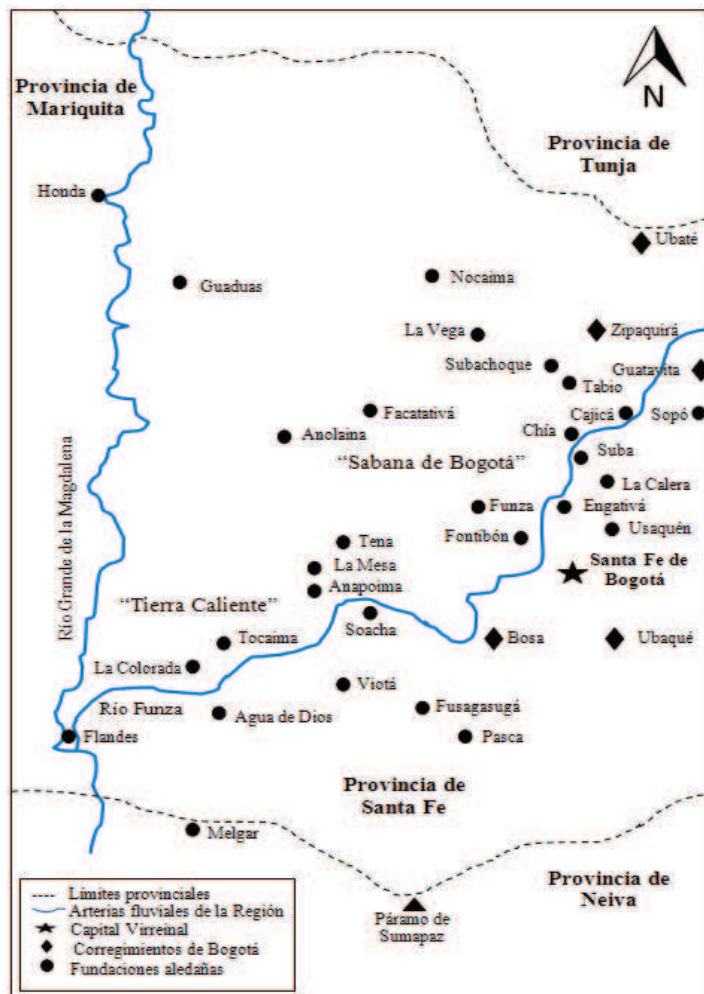 Provincia de
Mariquita
N
Provincia de
Tunja
Honda
Ubaté
Guaduas
Nocaima
La Vega
Zipaquirá
Subachoque
Guatavita
Tabio
Facatativá
Cajicá
Sopó
Anolaina
Chía
"Sabana de Bogotá"
Suba
La Calera
Funza
Engativá
Río Grande de la Magdalena
Fontibón
Usaquén
Tena
La Mesa
Santa Fe de
Bogotá
Anapoima
"Tierra Caliente"
Soacha
Tocaima
Bosa
Ubaqué
La Colorada
Viotá
Río Funza
Agua de Dios
Fusagasugá
Flandes
Pasca
Provincia de
Santa Fe
Melgar
Provincia de
Neiva
Páramo de
Sumapaz
Límites provinciales
Arterias fluviales de la Región
Capital Virreinal
Corregimientos de Bogotá
Fundaciones aledañas